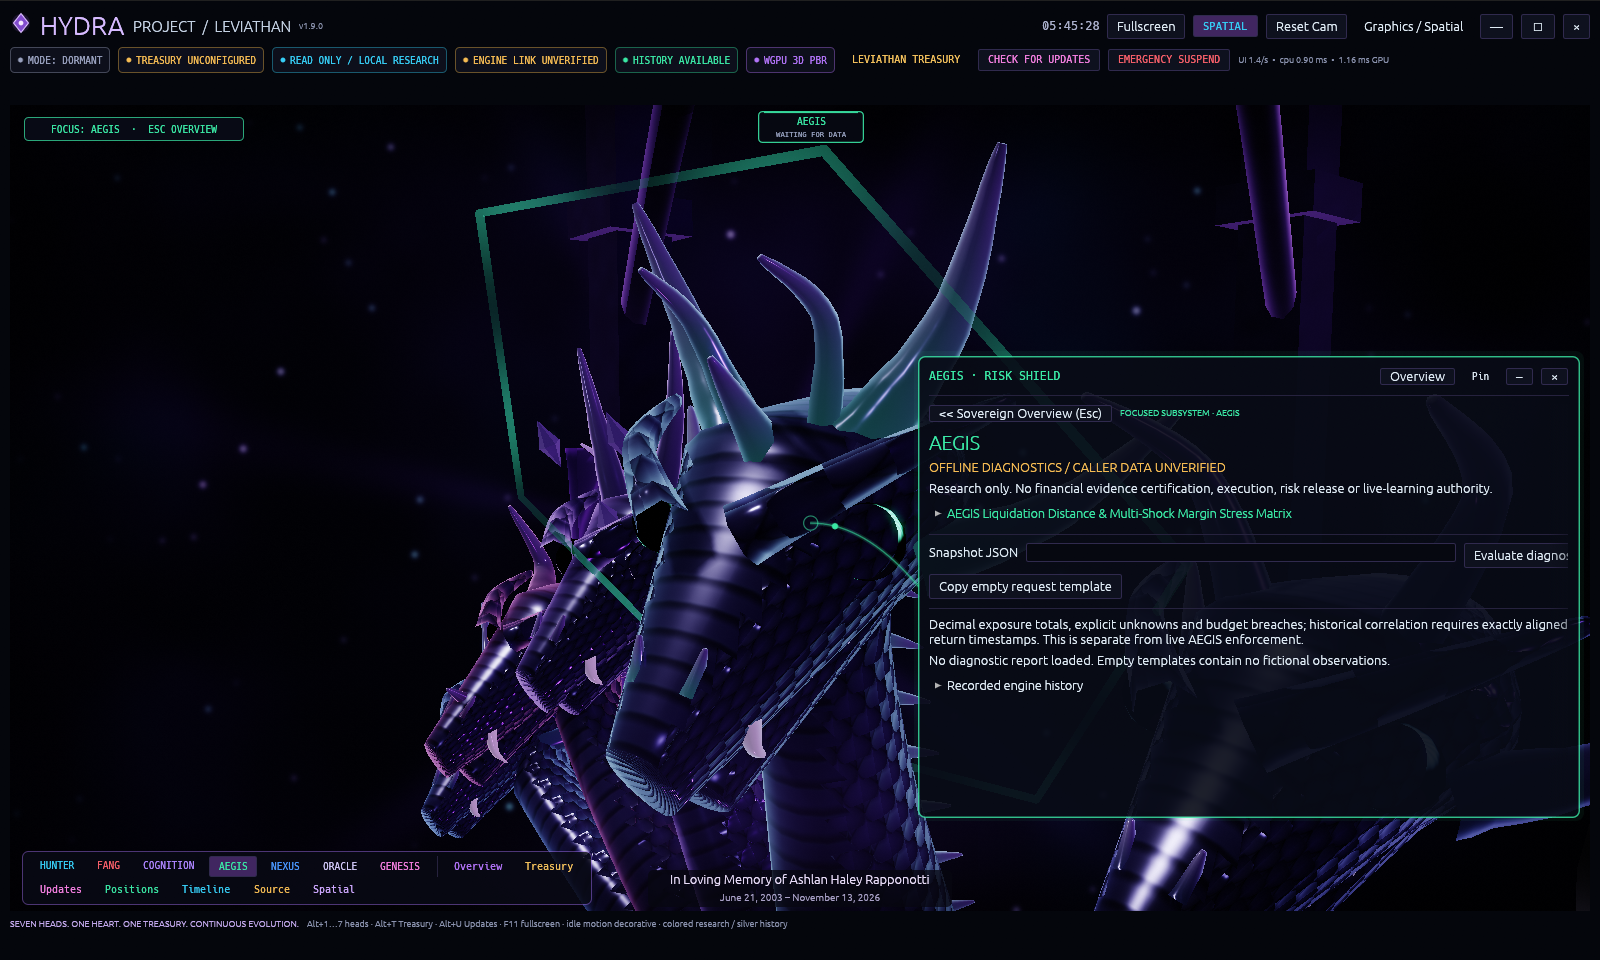 HYDRA PROJECT / LEVIATHAN v1.9.0
05:45:28 Fullscreen SPATIAL Reset Cam Graphics / Spatial
MODE: DORMANT TREASURY UNCONFIGURED READ ONLY / LOCAL RESEARCH ENGINE LINK UNVERIFIED HISTORY AVAILABLE WGPU 3D PBR LEVIATHAN TREASURY CHECK FOR UPDATES EMERGENCY SUSPEND UI 1.4/s • cpu 0.90 ms • 1.16 ms GPU
FOCUS: AEGIS · ESC OVERVIEW
AEGIS
WAITING FOR DATA
AEGIS · RISK SHIELD Overview Pin
<< Sovereign Overview (Esc) FOCUSED SUBSYSTEM · AEGIS
AEGIS
OFFLINE DIAGNOSTICS / CALLER DATA UNVERIFIED
Research only. No financial evidence certification, execution, risk release or live-learning authority.
AEGIS Liquidation Distance & Multi-Shock Margin Stress Matrix
Snapshot JSON Evaluate diagnos
Copy empty request template
Decimal exposure totals, explicit unknowns and budget breaches; historical correlation requires exactly aligned
return timestamps. This is separate from live AEGIS enforcement.
No diagnostic report loaded. Empty templates contain no fictional observations.
Recorded engine history
HUNTER FANG COGNITION AEGIS NEXUS ORACLE GENESIS Overview Treasury
Updates Positions Timeline Source Spatial
In Loving Memory of Ashlan Haley Rapponotti
June 21, 2003 – November 13, 2026
SEVEN HEADS. ONE HEART. ONE TREASURY. CONTINUOUS EVOLUTION. Alt+1...7 heads · Alt+T Treasury · Alt+U Updates · F11 fullscreen · idle motion decorative · colored research / silver history